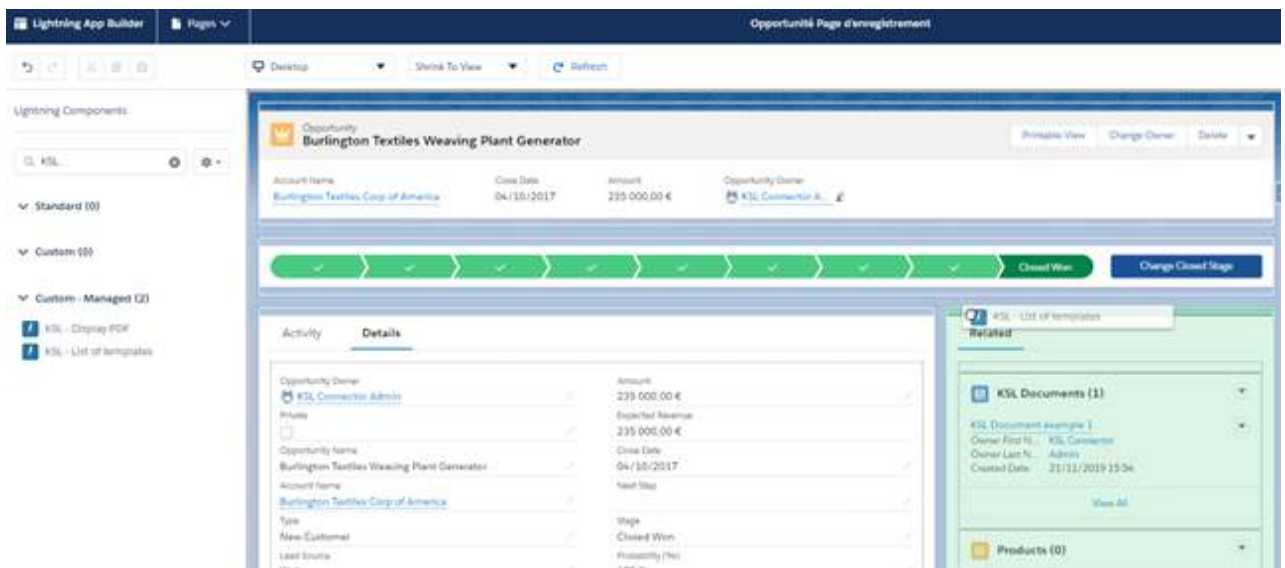 Lightning App Builder Pages Opportunité Page d'enregistrement
Desktop Shrink To View Refresh
Lightning Components
KSL
Standard (0)
Custom (0)
Custom - Managed (2)
KSL - Display PDF
KSL - List of templates
Opportunity
Burlington Textiles Weaving Plant Generator
Printable View Change Owner Delete
Account Name Close Date Amount Opportunity Owner
Burlington Textiles Corp of America 04/10/2017 235 000,00 € KSL Connector A...
Closed Won Change Closed Stage
KSL - List of templates
Activity Details
Related
Opportunity Owner Amount
KSL Connector Admin 235 000,00 €
Private Expected Revenue
235 000,00 €
Opportunity Name Close Date
Burlington Textiles Weaving Plant Generator 04/10/2017
Account Name Next Step
Burlington Textiles Corp of America
Type Stage
New Customer Closed Won
Lead Source Probability (%)
KSL Documents (1)
KSL Document example 1
Owner First N... KSL Connector
Owner Last N... Admin
Created Date 21/11/2019 15:56
View All
Products (0)